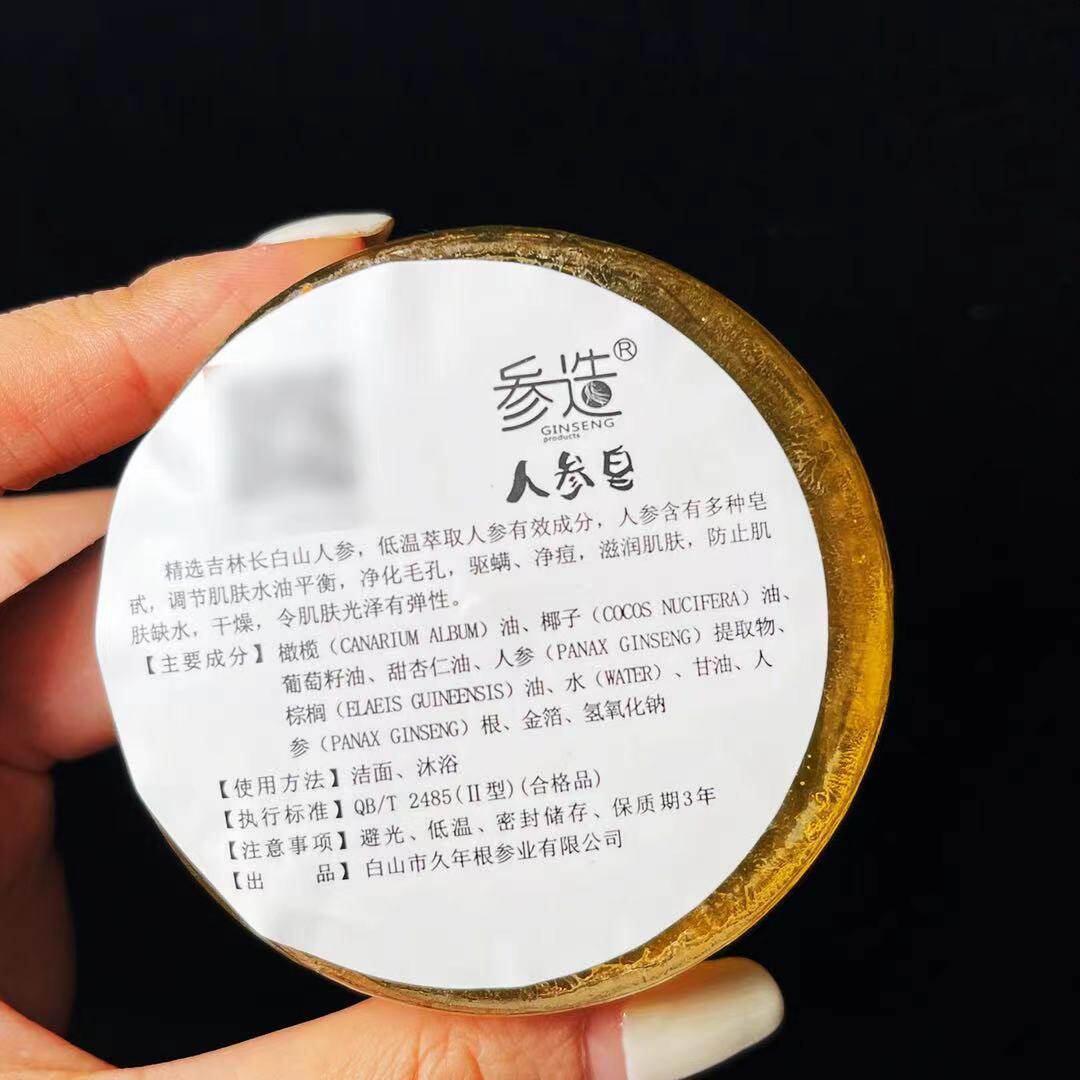 参造®
GINSENG
products
人参皂
精选吉林长白山人参，低温萃取人参有效成分，人参含有多种皂
甙，调节肌肤水油平衡，净化毛孔，驱螨、净痘，滋润肌肤，防止肌
肤缺水，干燥，令肌肤光泽有弹性。
【主要成分】橄榄（CANARIUM ALBUM）油、椰子（COCOS NUCIFERA）油、
葡萄籽油、甜杏仁油、人参（PANAX GINSENG）提取物、
棕榈（ELAEIS GUINEENSIS）油、水（WATER）、甘油、人
参（PANAX GINSENG）根、金箔、氢氧化钠
【使用方法】洁面、沐浴
【执行标准】QB/T 2485(Ⅱ型)(合格品)
【注意事项】避光、低温、密封储存、保质期3年
【出 品】白山市久年根参业有限公司